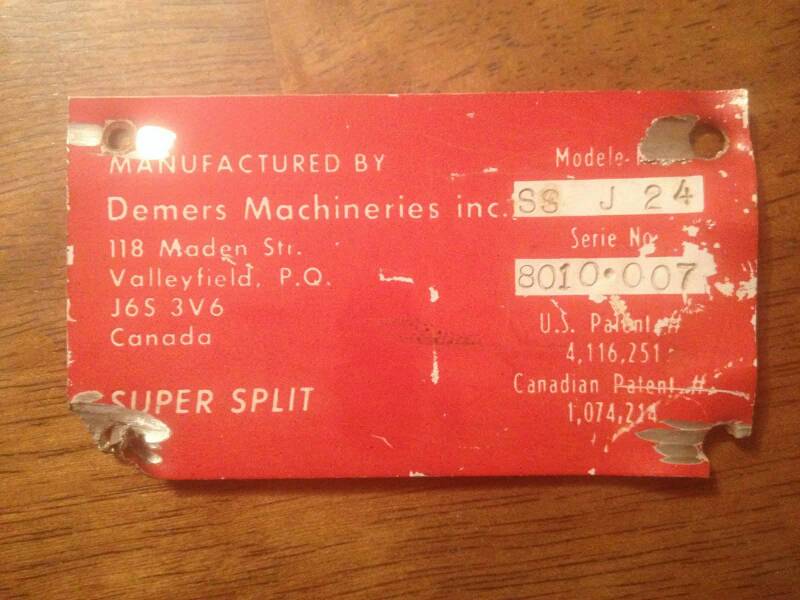 MANUFACTURED BY
Demers Machineries inc.
118 Maden Str.
Valleyfield, P.Q.
J6S 3V6
Canada
SUPER SPLIT
Modele
SS J 24
Serie No
8010•007
U.S. Patent #
4,116,251
Canadian Patent #
1,074,214